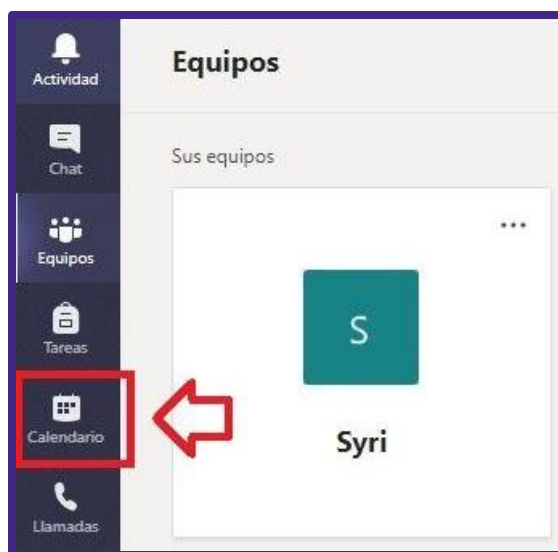 Actividad
Chat
Equipos
Tareas
Calendario
Llamadas
Equipos
Sus equipos
S
Syri